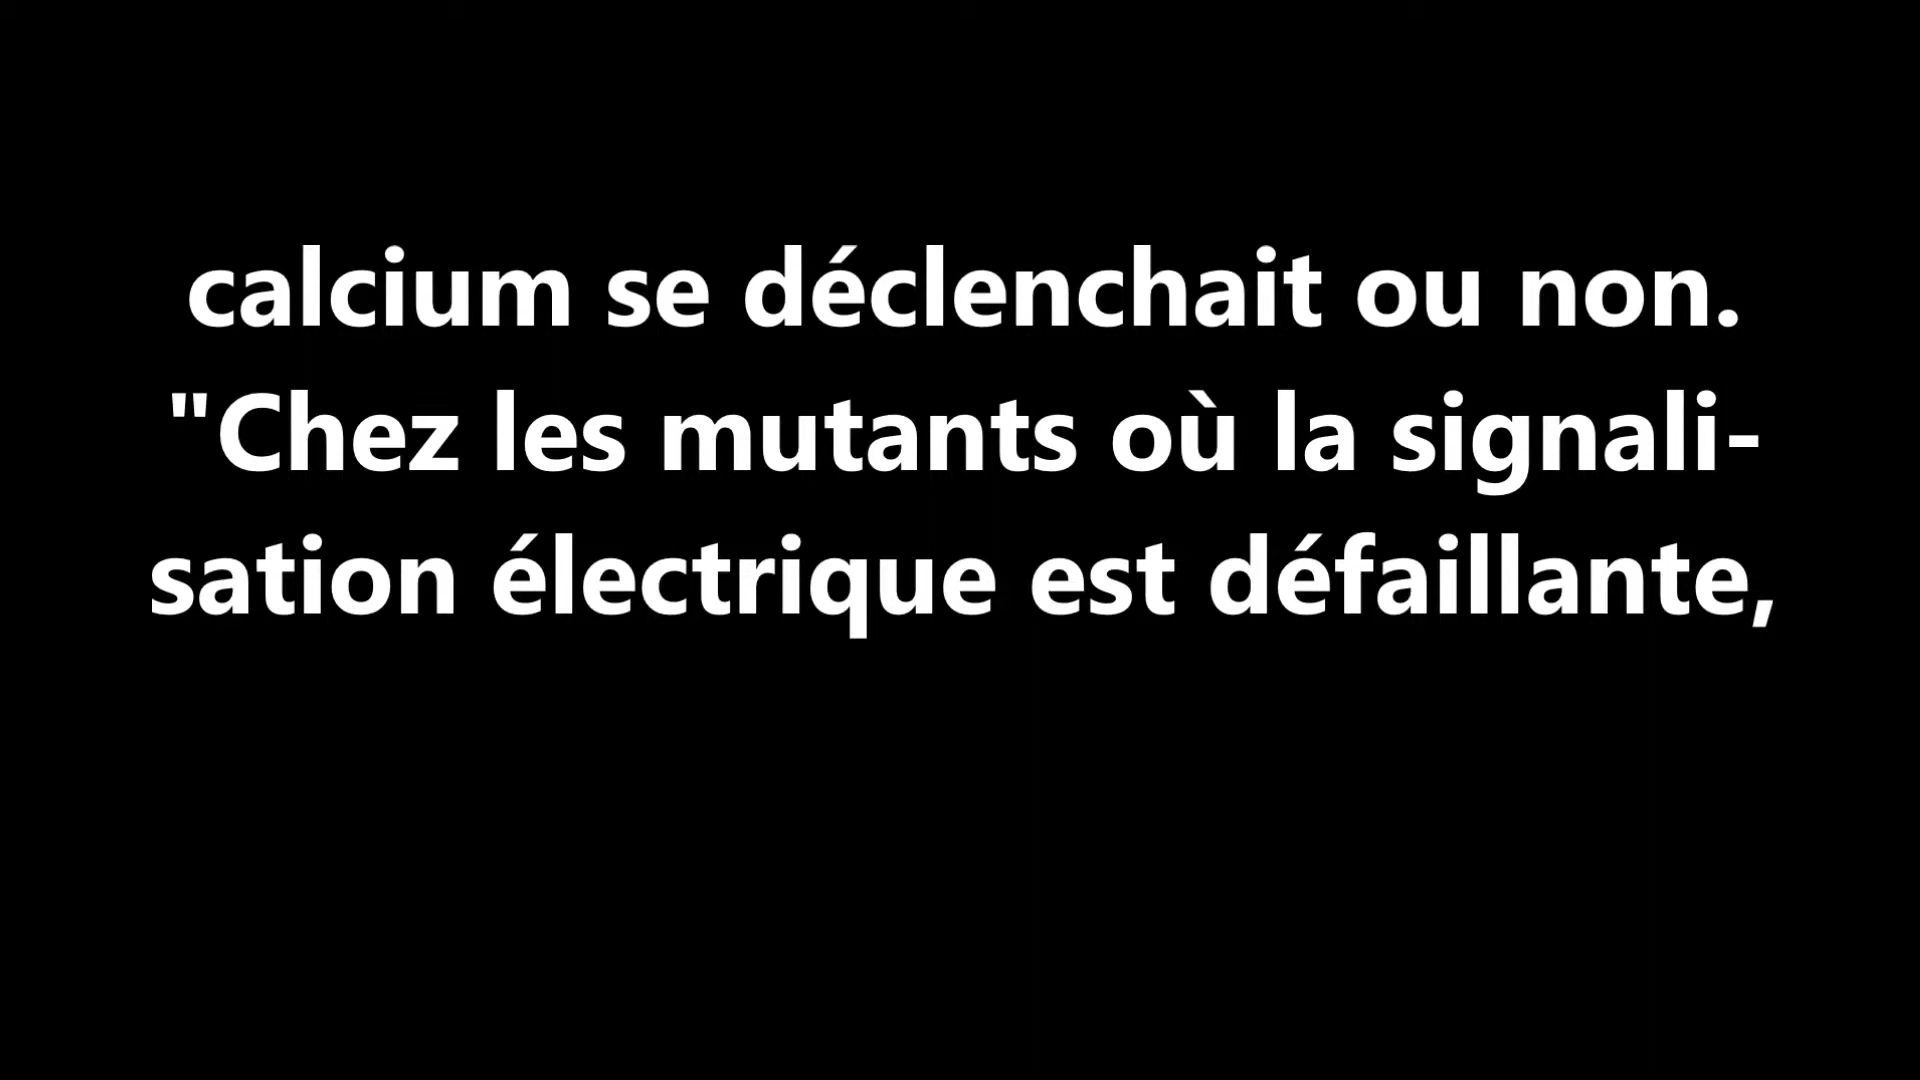 calcium se déclenchait ou non.
"Chez les mutants où la signali-
sation électrique est défaillante,